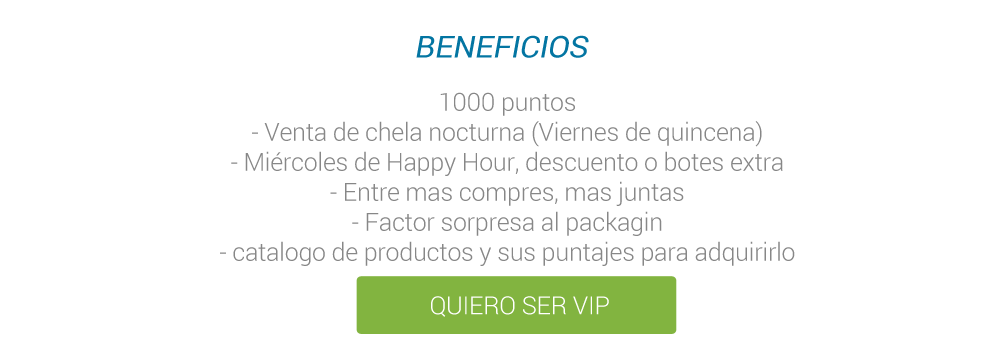 BENEFICIOS
1000 puntos
- Venta de chela nocturna (Viernes de quincena)
- Miércoles de Happy Hour, descuento o botes extra
- Entre mas compres, mas juntas
- Factor sorpresa al packagin
- catalogo de productos y sus puntajes para adquirirlo
QUIERO SER VIP